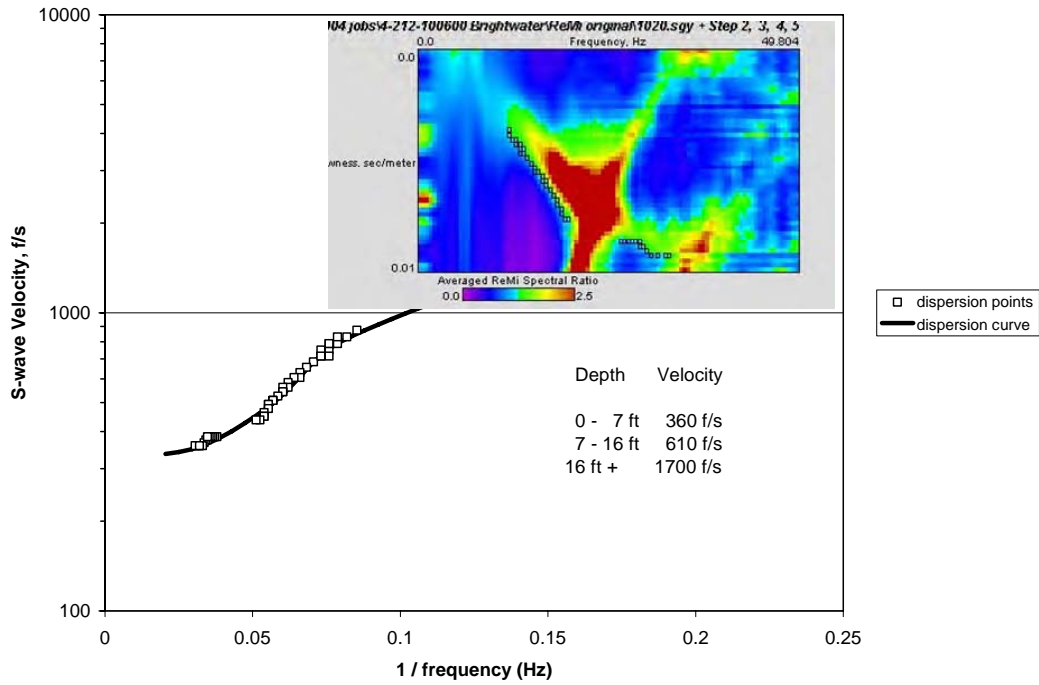 10000
1000
100
S-wave Velocity, f/s
0
0.05
0.1
0.15
0.2
0.25
1 / frequency (Hz)
jobs\4-212-100600 Brightwater\ReMi original\1020.sgy + Step 2, 3, 4, 5
0.0 Frequency, Hz 49.804
0.0
sec/meter
0.01
Averaged ReMi Spectral Ratio
0.0 2.5
Depth Velocity
0 - 7 ft 360 f/s
7 - 16 ft 610 f/s
16 ft + 1700 f/s
dispersion points
dispersion curve